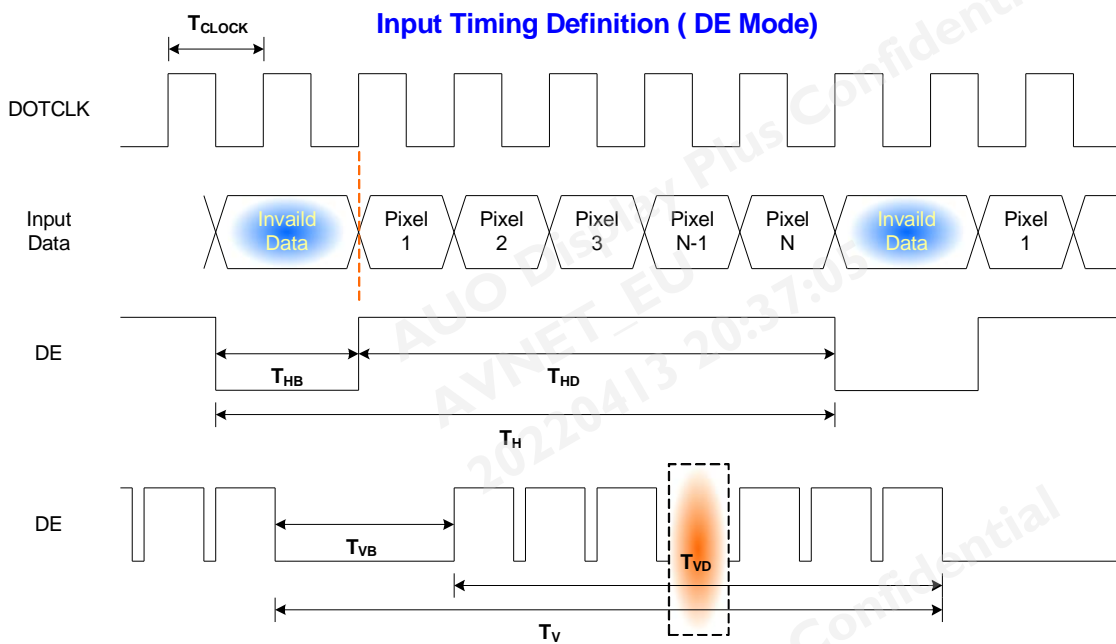 Input Timing Definition ( DE Mode)
TCLOCK
DOTCLK
Input
Data
Invaild
Data
Pixel
1
Pixel
2
Pixel
3
Pixel
N-1
Pixel
N
Invaild
Data
Pixel
1
DE
THB
THD
TH
DE
TVB
TVD
TV
AUO Display Plus Confidential
AVNET_EU
20220413 20:37:05
Confidential